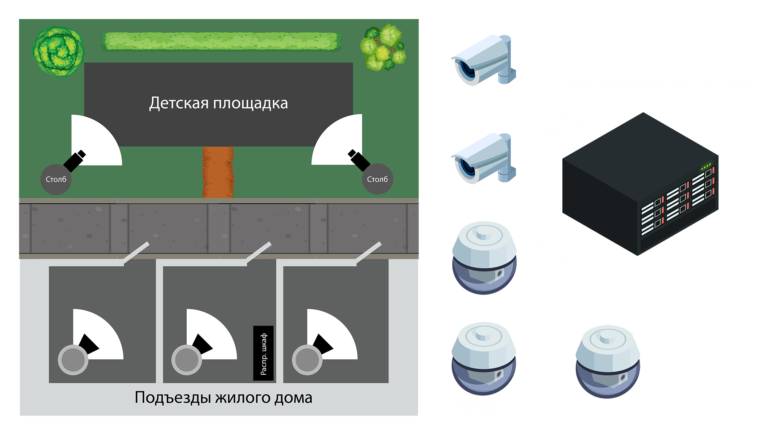 Детская площадка
Столб
Столб
Распр. шкаф
Подъезды жилого дома